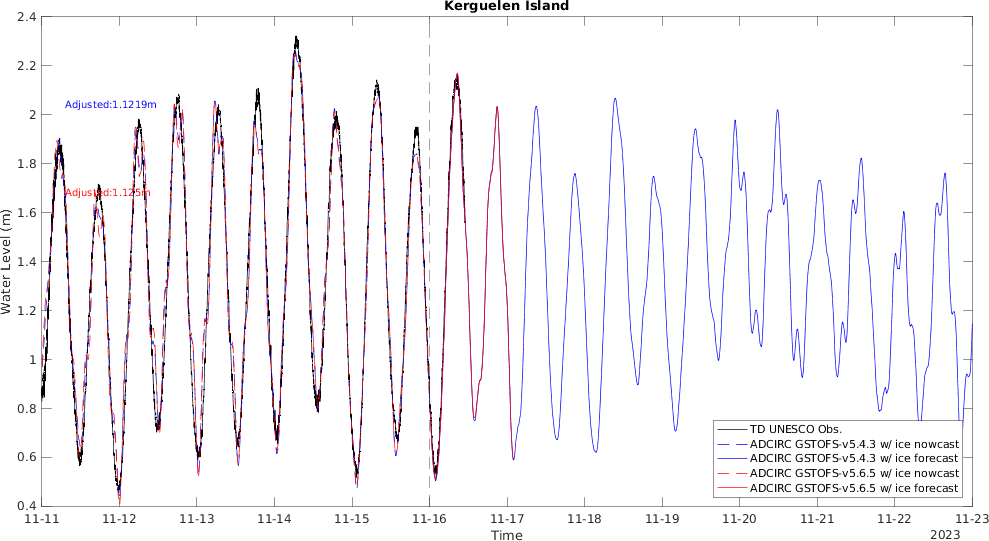 Kerguelen Island
2.4
2.2
2
1.8
1.6
1.4
1.2
1
0.8
0.6
0.4
Water Level (m)
Adjusted:1.1219m
Adjusted:1.125m
TD UNESCO Obs.
ADCIRC GSTOFS-v5.4.3 w/ ice nowcast
ADCIRC GSTOFS-v5.4.3 w/ ice forecast
ADCIRC GSTOFS-v5.6.5 w/ ice nowcast
ADCIRC GSTOFS-v5.6.5 w/ ice forecast
11-11 11-12 11-13 11-14 11-15 11-16 11-17 11-18 11-19 11-20 11-21 11-22 11-23
Time
2023